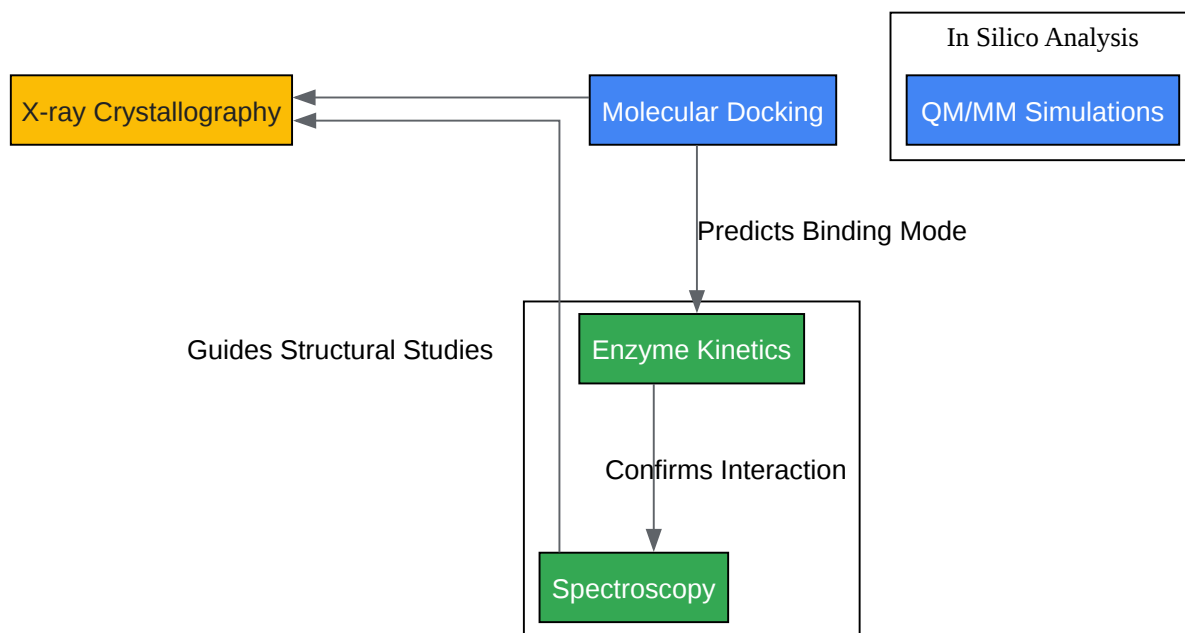 In Silico Analysis
X-ray Crystallography
Molecular Docking
QM/MM Simulations
Predicts Binding Mode
Guides Structural Studies
Enzyme Kinetics
Confirms Interaction
Spectroscopy